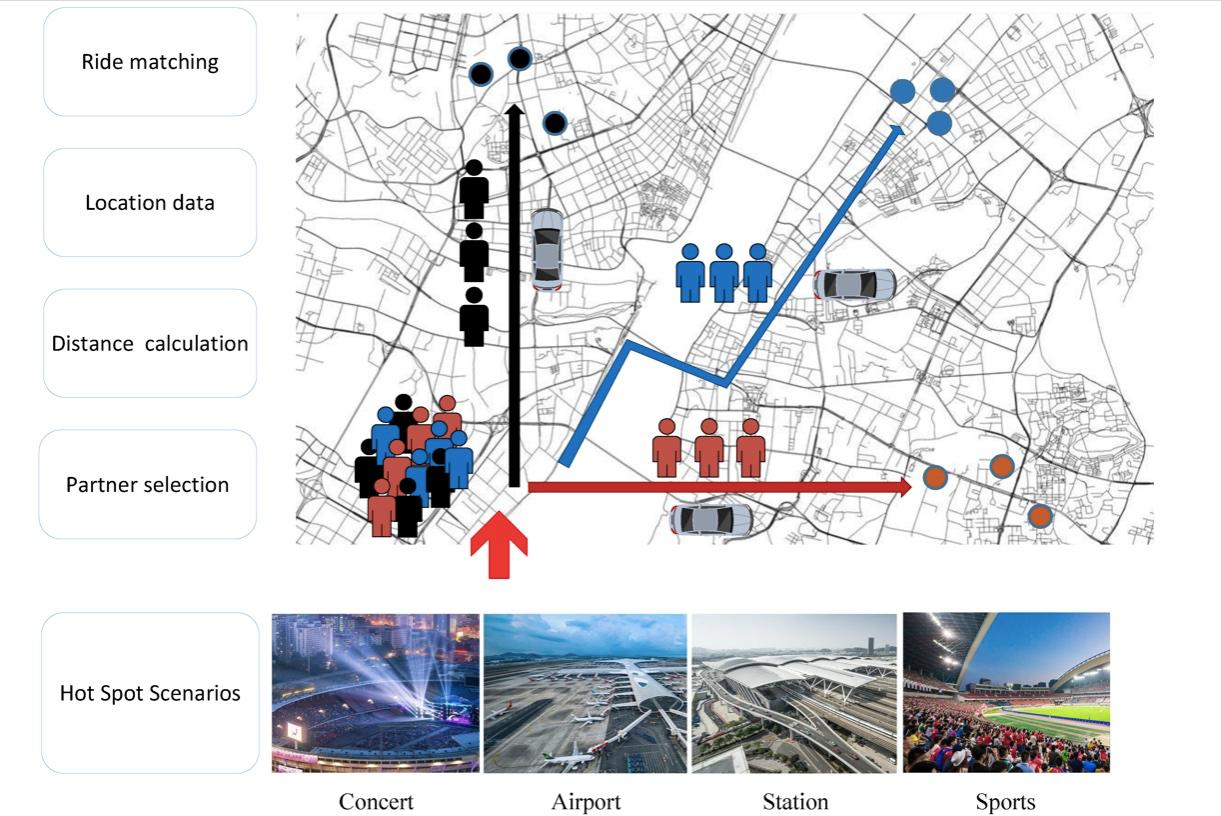 Ride matching
Location data
Distance calculation
Partner selection
Hot Spot Scenarios
Concert
Airport
Station
Sports